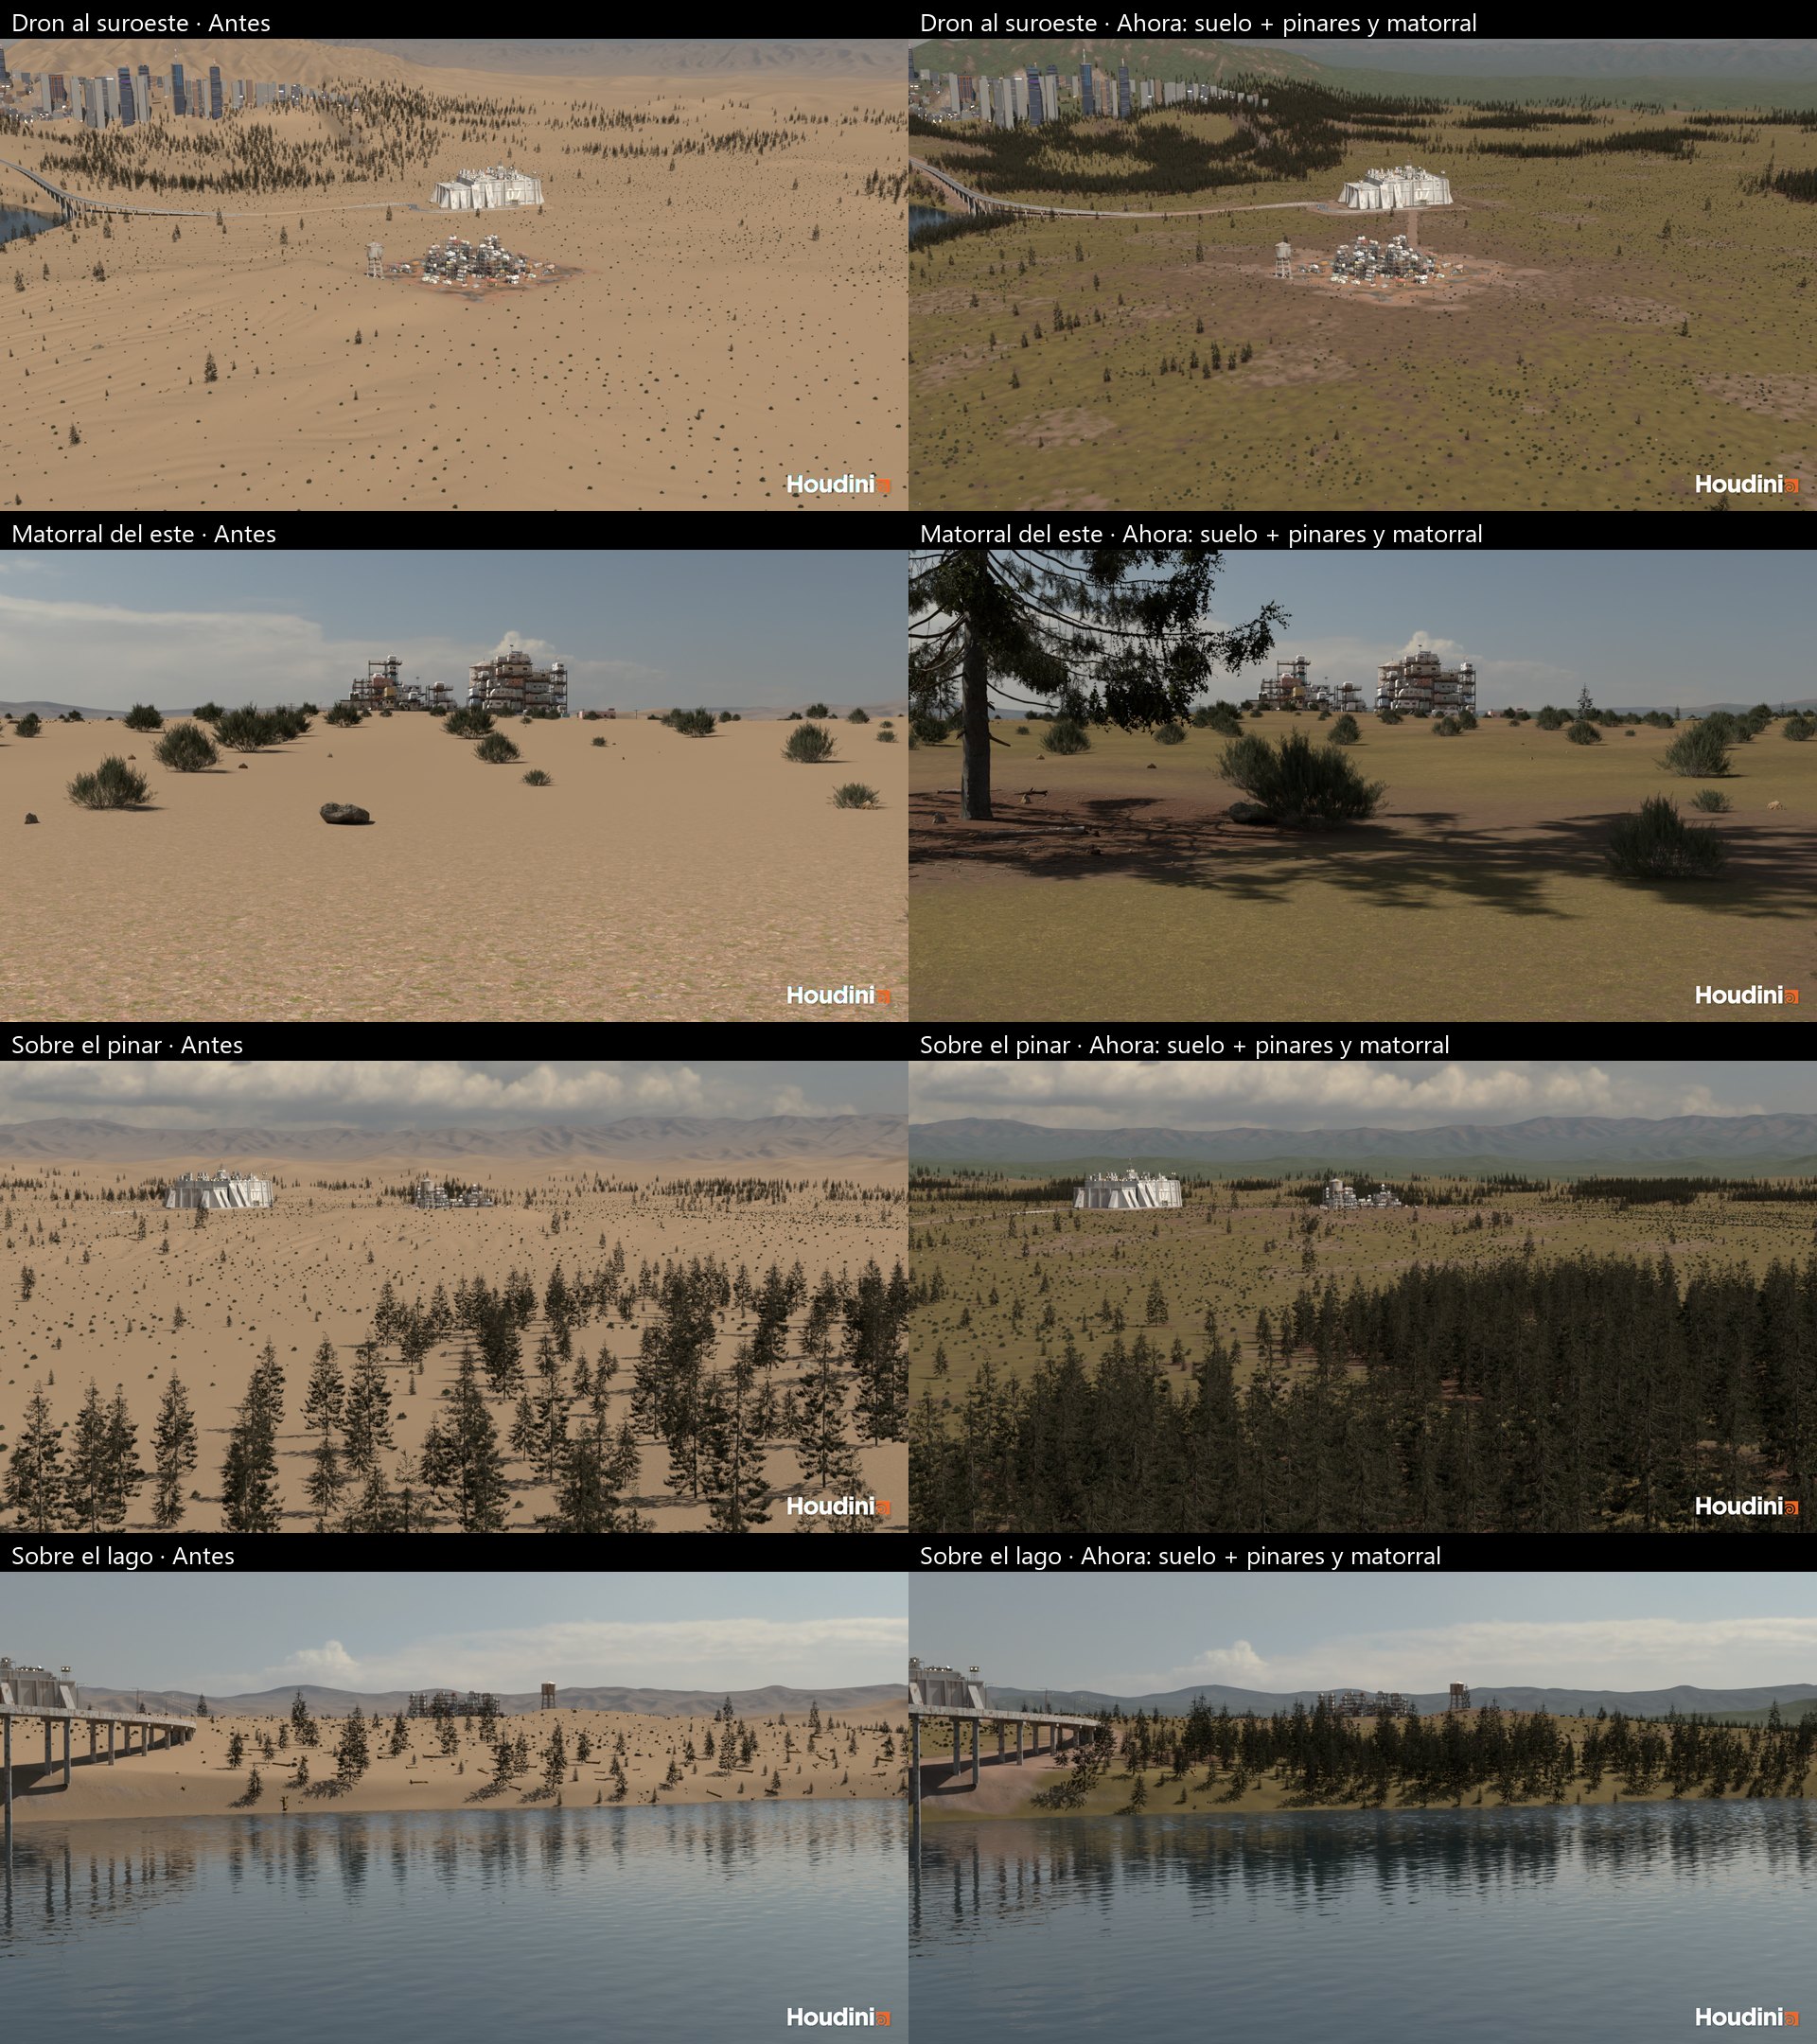 Dron al suroeste · Antes
Dron al suroeste · Ahora: suelo + pinares y matorral
Houdini
Houdini
Matorral del este · Antes
Matorral del este · Ahora: suelo + pinares y matorral
Houdini
Houdini
Sobre el pinar · Antes
Sobre el pinar · Ahora: suelo + pinares y matorral
Houdini
Houdini
Sobre el lago · Antes
Sobre el lago · Ahora: suelo + pinares y matorral
Houdini
Houdini